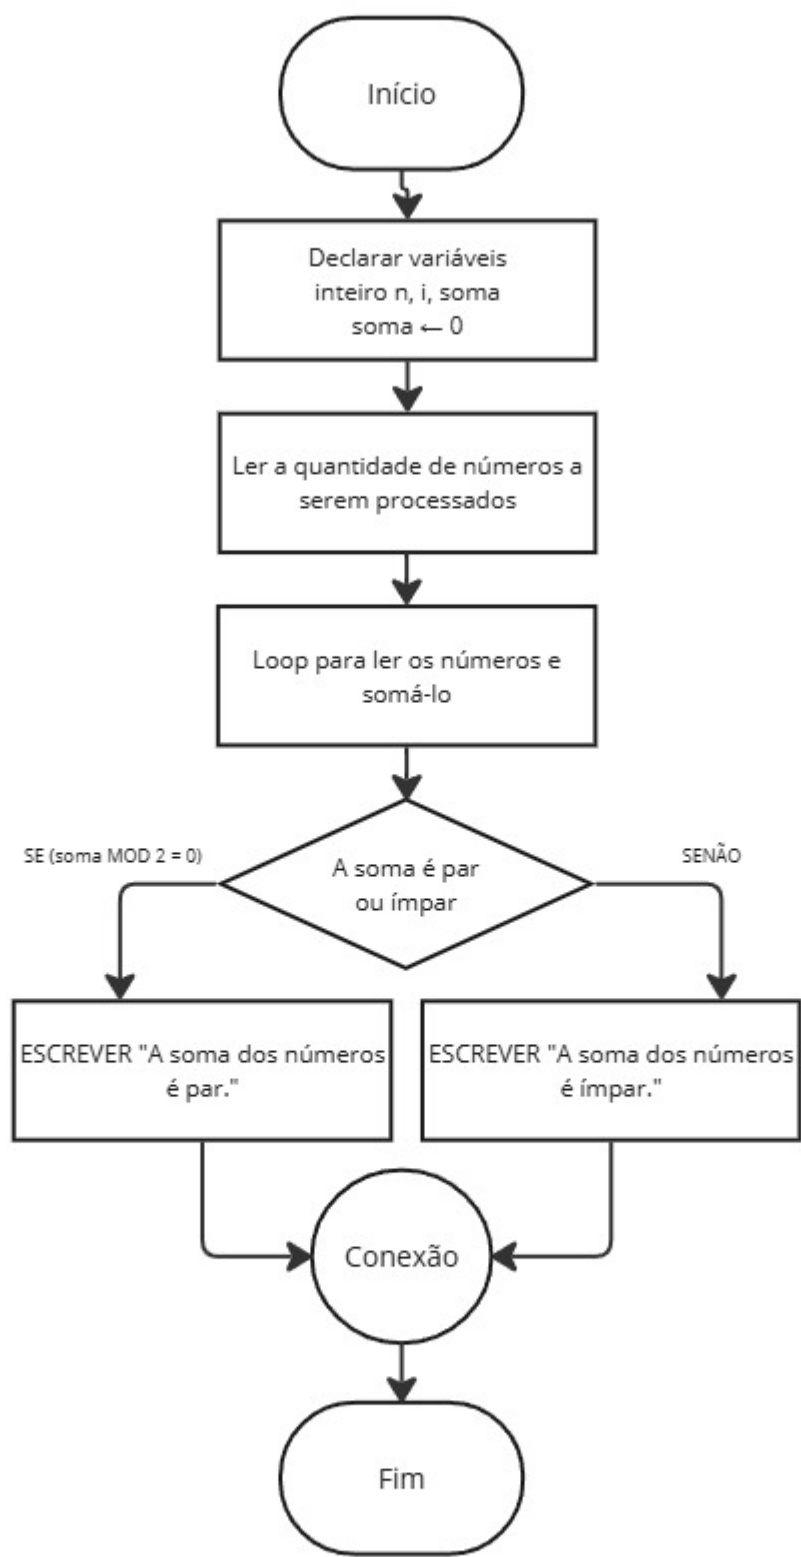 Início
Declarar variáveis
inteiro n, i, soma
soma ← 0
Ler a quantidade de números a
serem processados
Loop para ler os números e
somá-lo
SE (soma MOD 2 = 0)
A soma é par
ou ímpar
SENÃO
ESCREVER "A soma dos números
é par."
ESCREVER "A soma dos números
é ímpar."
Conexão
Fim